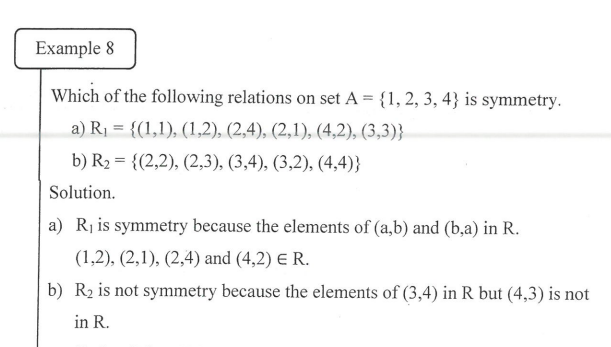 Example 8
Which of the following relations on set A = {1, 2, 3, 4} is symmetry.
a) R₁ = {(1,1), (1,2), (2,4), (2,1), (4,2), (3,3)}
b) R₂ = {(2,2), (2,3), (3,4), (3,2), (4,4)}
Solution.
a) R₁ is symmetry because the elements of (a,b) and (b,a) in R.
(1,2), (2,1), (2,4) and (4,2) ∈ R.
b) R₂ is not symmetry because the elements of (3,4) in R but (4,3) is not
in R.